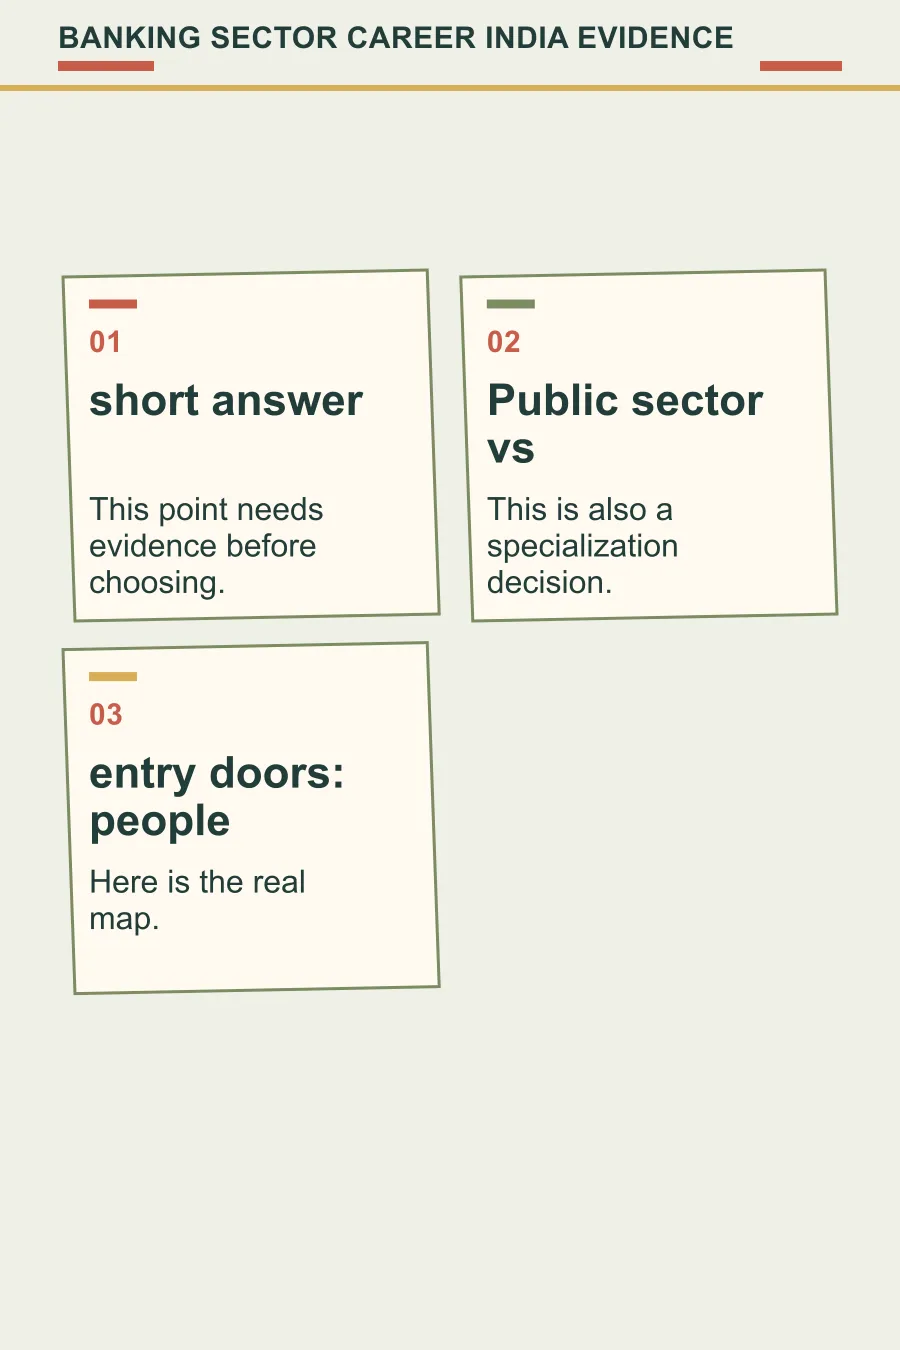 BANKING SECTOR CAREER INDIA EVIDENCE
01
short answer
This point needs
evidence before
choosing.
02
Public sector
vs
This is also a
specialization
decision.
03
entry doors:
people
Here is the real
map.